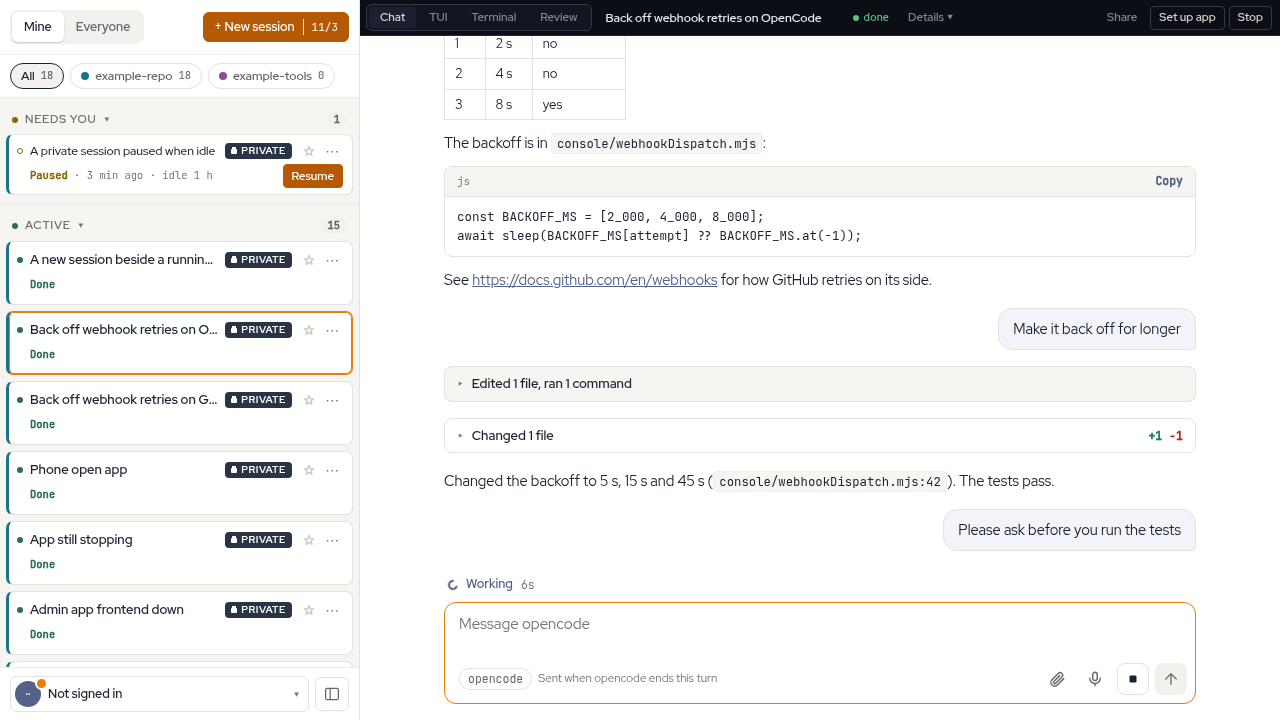 Mine Everyone + New session 11/3
All 18 example-repo 18 example-tools 0
NEEDS YOU 1
A private session paused when idle PRIVATE
Paused · 3 min ago · idle 1 h Resume
ACTIVE 15
A new session beside a runnin... PRIVATE
Done
Back off webhook retries on O... PRIVATE
Done
Back off webhook retries on G... PRIVATE
Done
Phone open app PRIVATE
Done
App still stopping PRIVATE
Done
Admin app frontend down PRIVATE
Done
Not signed in
Chat TUI Terminal Review Back off webhook retries on OpenCode done Details Share Set up app Stop
1 2 s no
2 4 s no
3 8 s yes
The backoff is in console/webhookDispatch.mjs :
js Copy
const BACKOFF_MS = [2_000, 4_000, 8_000];
await sleep(BACKOFF_MS[attempt] ?? BACKOFF_MS.at(-1));
See https://docs.github.com/en/webhooks for how GitHub retries on its side.
Make it back off for longer
Edited 1 file, ran 1 command
Changed 1 file +1 -1
Changed the backoff to 5 s, 15 s and 45 s ( console/webhookDispatch.mjs:42 ). The tests pass.
Please ask before you run the tests
Working 6s
Message opencode
opencode Sent when opencode ends this turn